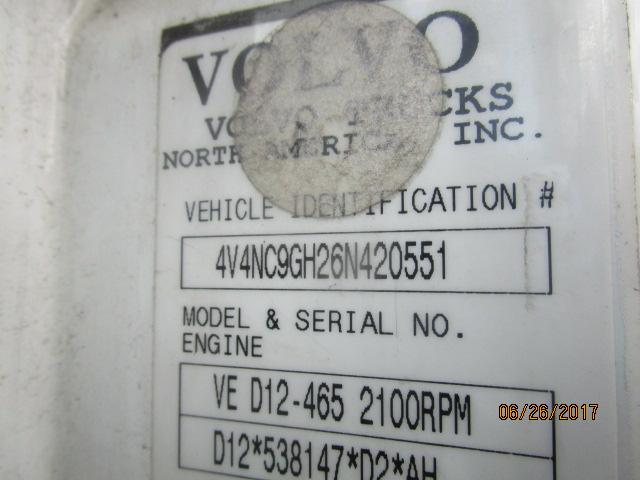 VOLVO
VOLVO TRUCKS
NORTH AMERICA, INC.
VEHICLE IDENTIFICATION #
4V4NC9GH26N420551
MODEL & SERIAL NO.
ENGINE
VE D12-465 2100RPM
D12*538147*D2*AH
06/26/2017